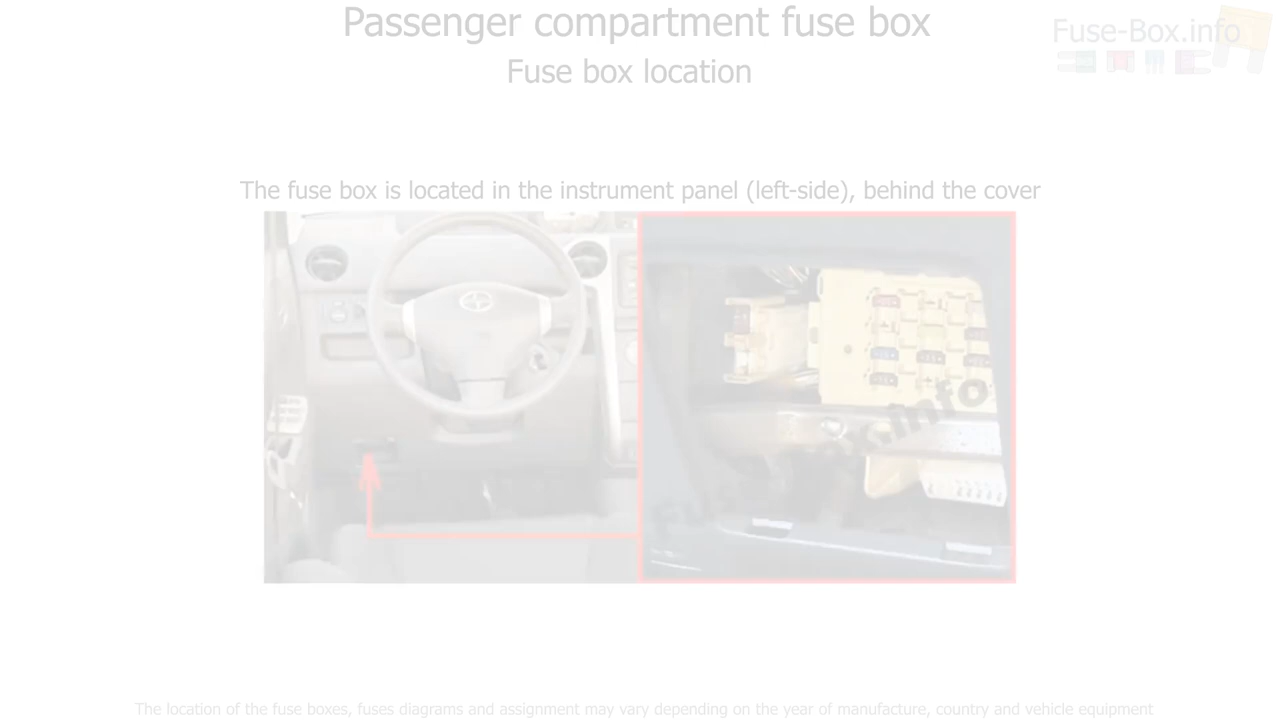 Passenger compartment fuse box
Fuse-Box.info
Fuse box location
The fuse box is located in the instrument panel (left-side), behind the cover
The location of the fuse boxes, fuses diagrams and assignment may vary depending on the year of manufacture, country and vehicle equipment